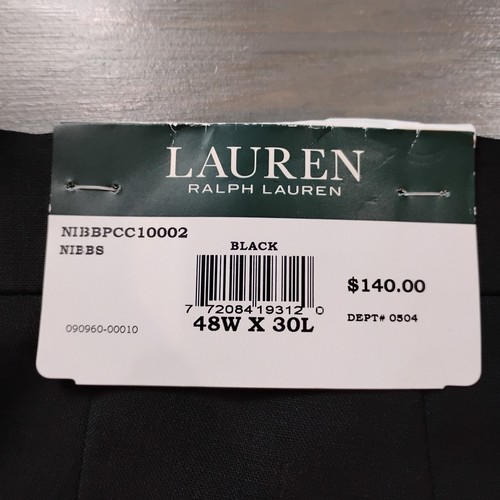 LAUREN
RALPH LAUREN
NIBBPCC10002
NIBBS
BLACK
$140.00
7 72084 19312 0
48W X 30L
DEPT# 0504
090960-00010